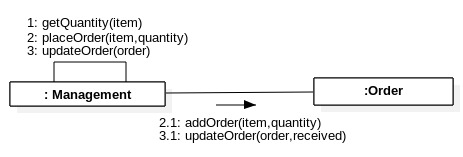 1: getQuantity(item)
2: placeOrder(item,quantity)
3: updateOrder(order)
: Management
:Order
2.1: addOrder(item,quantity)
3.1: updateOrder(order,received)